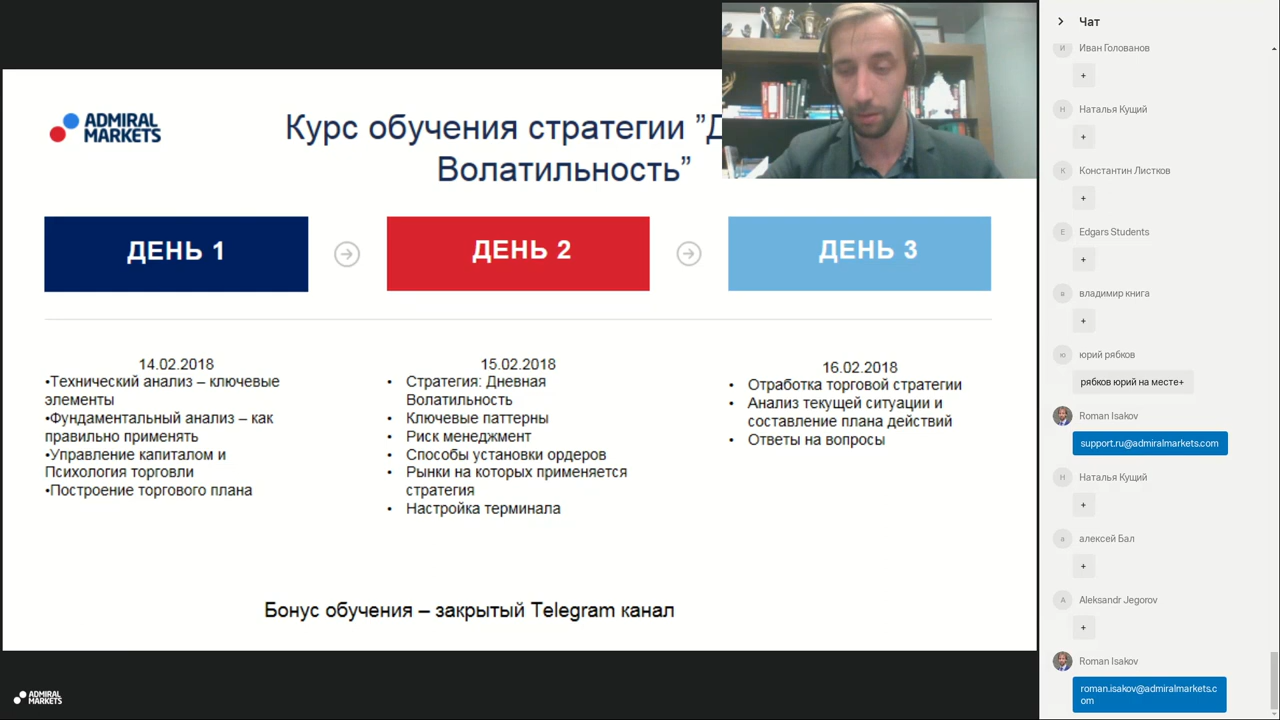 ADMIRAL
MARKETS
Курс обучения стратегии ”Д
Волатильность”
ДЕНЬ 1
ДЕНЬ 2
ДЕНЬ 3
14.02.2018
•Технический анализ – ключевые
элементы
•Фундаментальный анализ – как
правильно применять
•Управление капиталом и
Психология торговли
•Построение торгового плана
15.02.2018
• Стратегия: Дневная
Волатильность
• Ключевые паттерны
• Риск менеджмент
• Способы установки ордеров
• Рынки на которых применяется
стратегия
• Настройка терминала
16.02.2018
• Отработка торговой стратегии
• Анализ текущей ситуации и
составление плана действий
• Ответы на вопросы
Бонус обучения – закрытый Telegram канал
ADMIRAL
MARKETS
Чат
И Иван Голованов
+
Н Наталья Кущий
+
К Константин Листков
+
E Edgars Students
+
в владимир книга
+
ю юрий рябков
рябков юрий на месте+
Roman Isakov
support.ru@admiralmarkets.com
Н Наталья Кущий
+
а алексей Бал
+
A Aleksandr Jegorov
+
Roman Isakov
roman.isakov@admiralmarkets.c
om